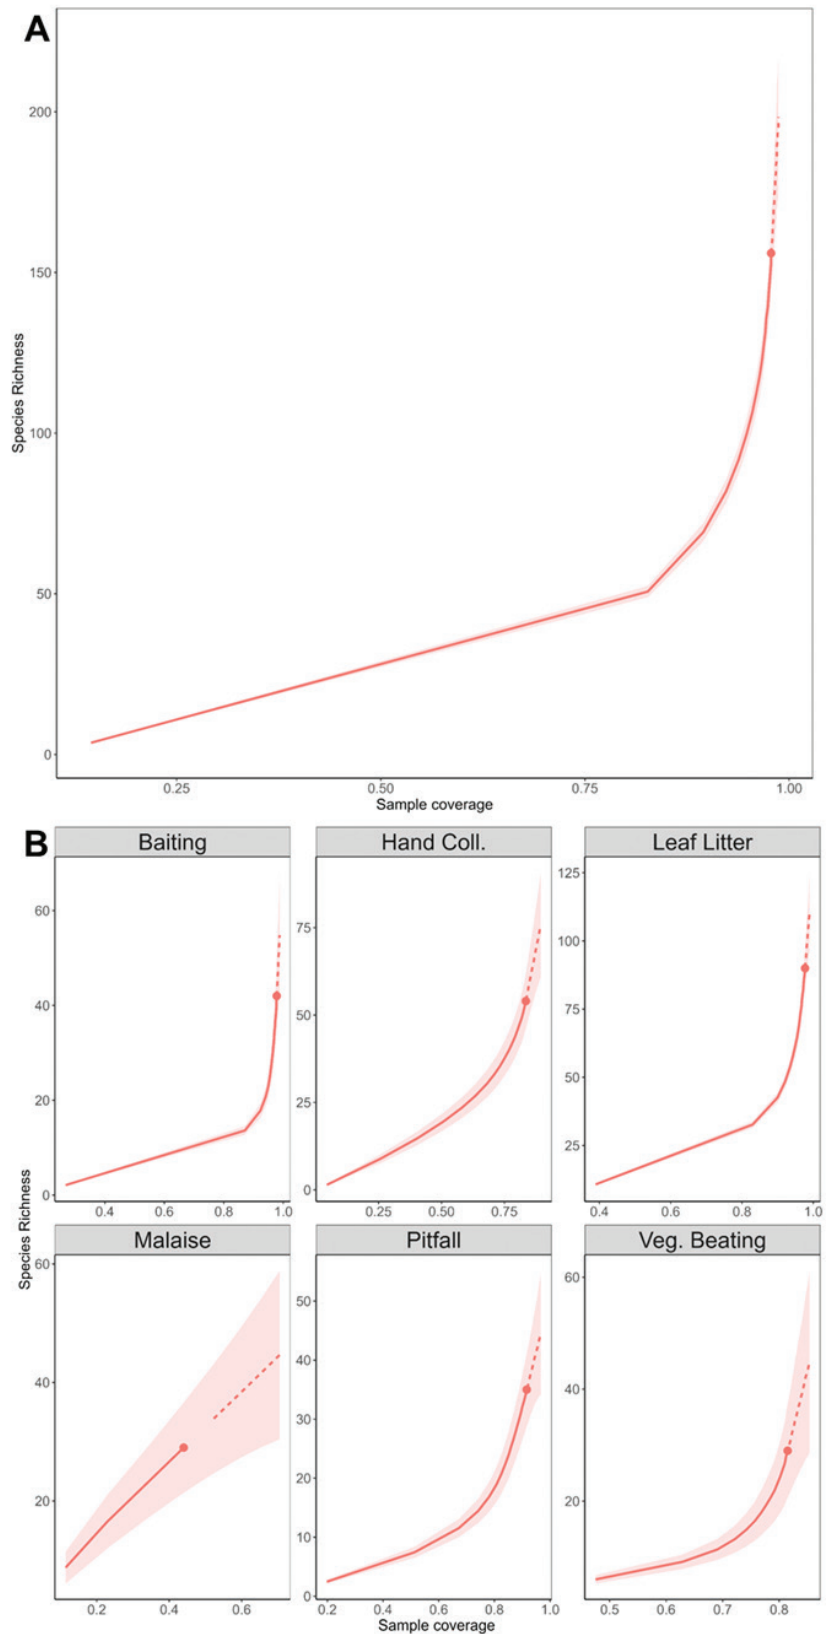 A
200
150
100
50
0
Species Richness
0.25 0.50 0.75 1.00
Sample coverage
B
Baiting Hand Coll. Leaf Litter
60
40
20
0
75
50
25
0
125
100
75
50
25
0.4 0.6 0.8 1.0
0.25 0.50 0.75
0.4 0.6 0.8 1.0
Species Richness
Malaise Pitfall Veg. Beating
60
40
20
50
40
30
20
10
0
60
40
20
0.2 0.4 0.6
0.2 0.4 0.6 0.8 1.0
0.5 0.6 0.7 0.8
Sample coverage